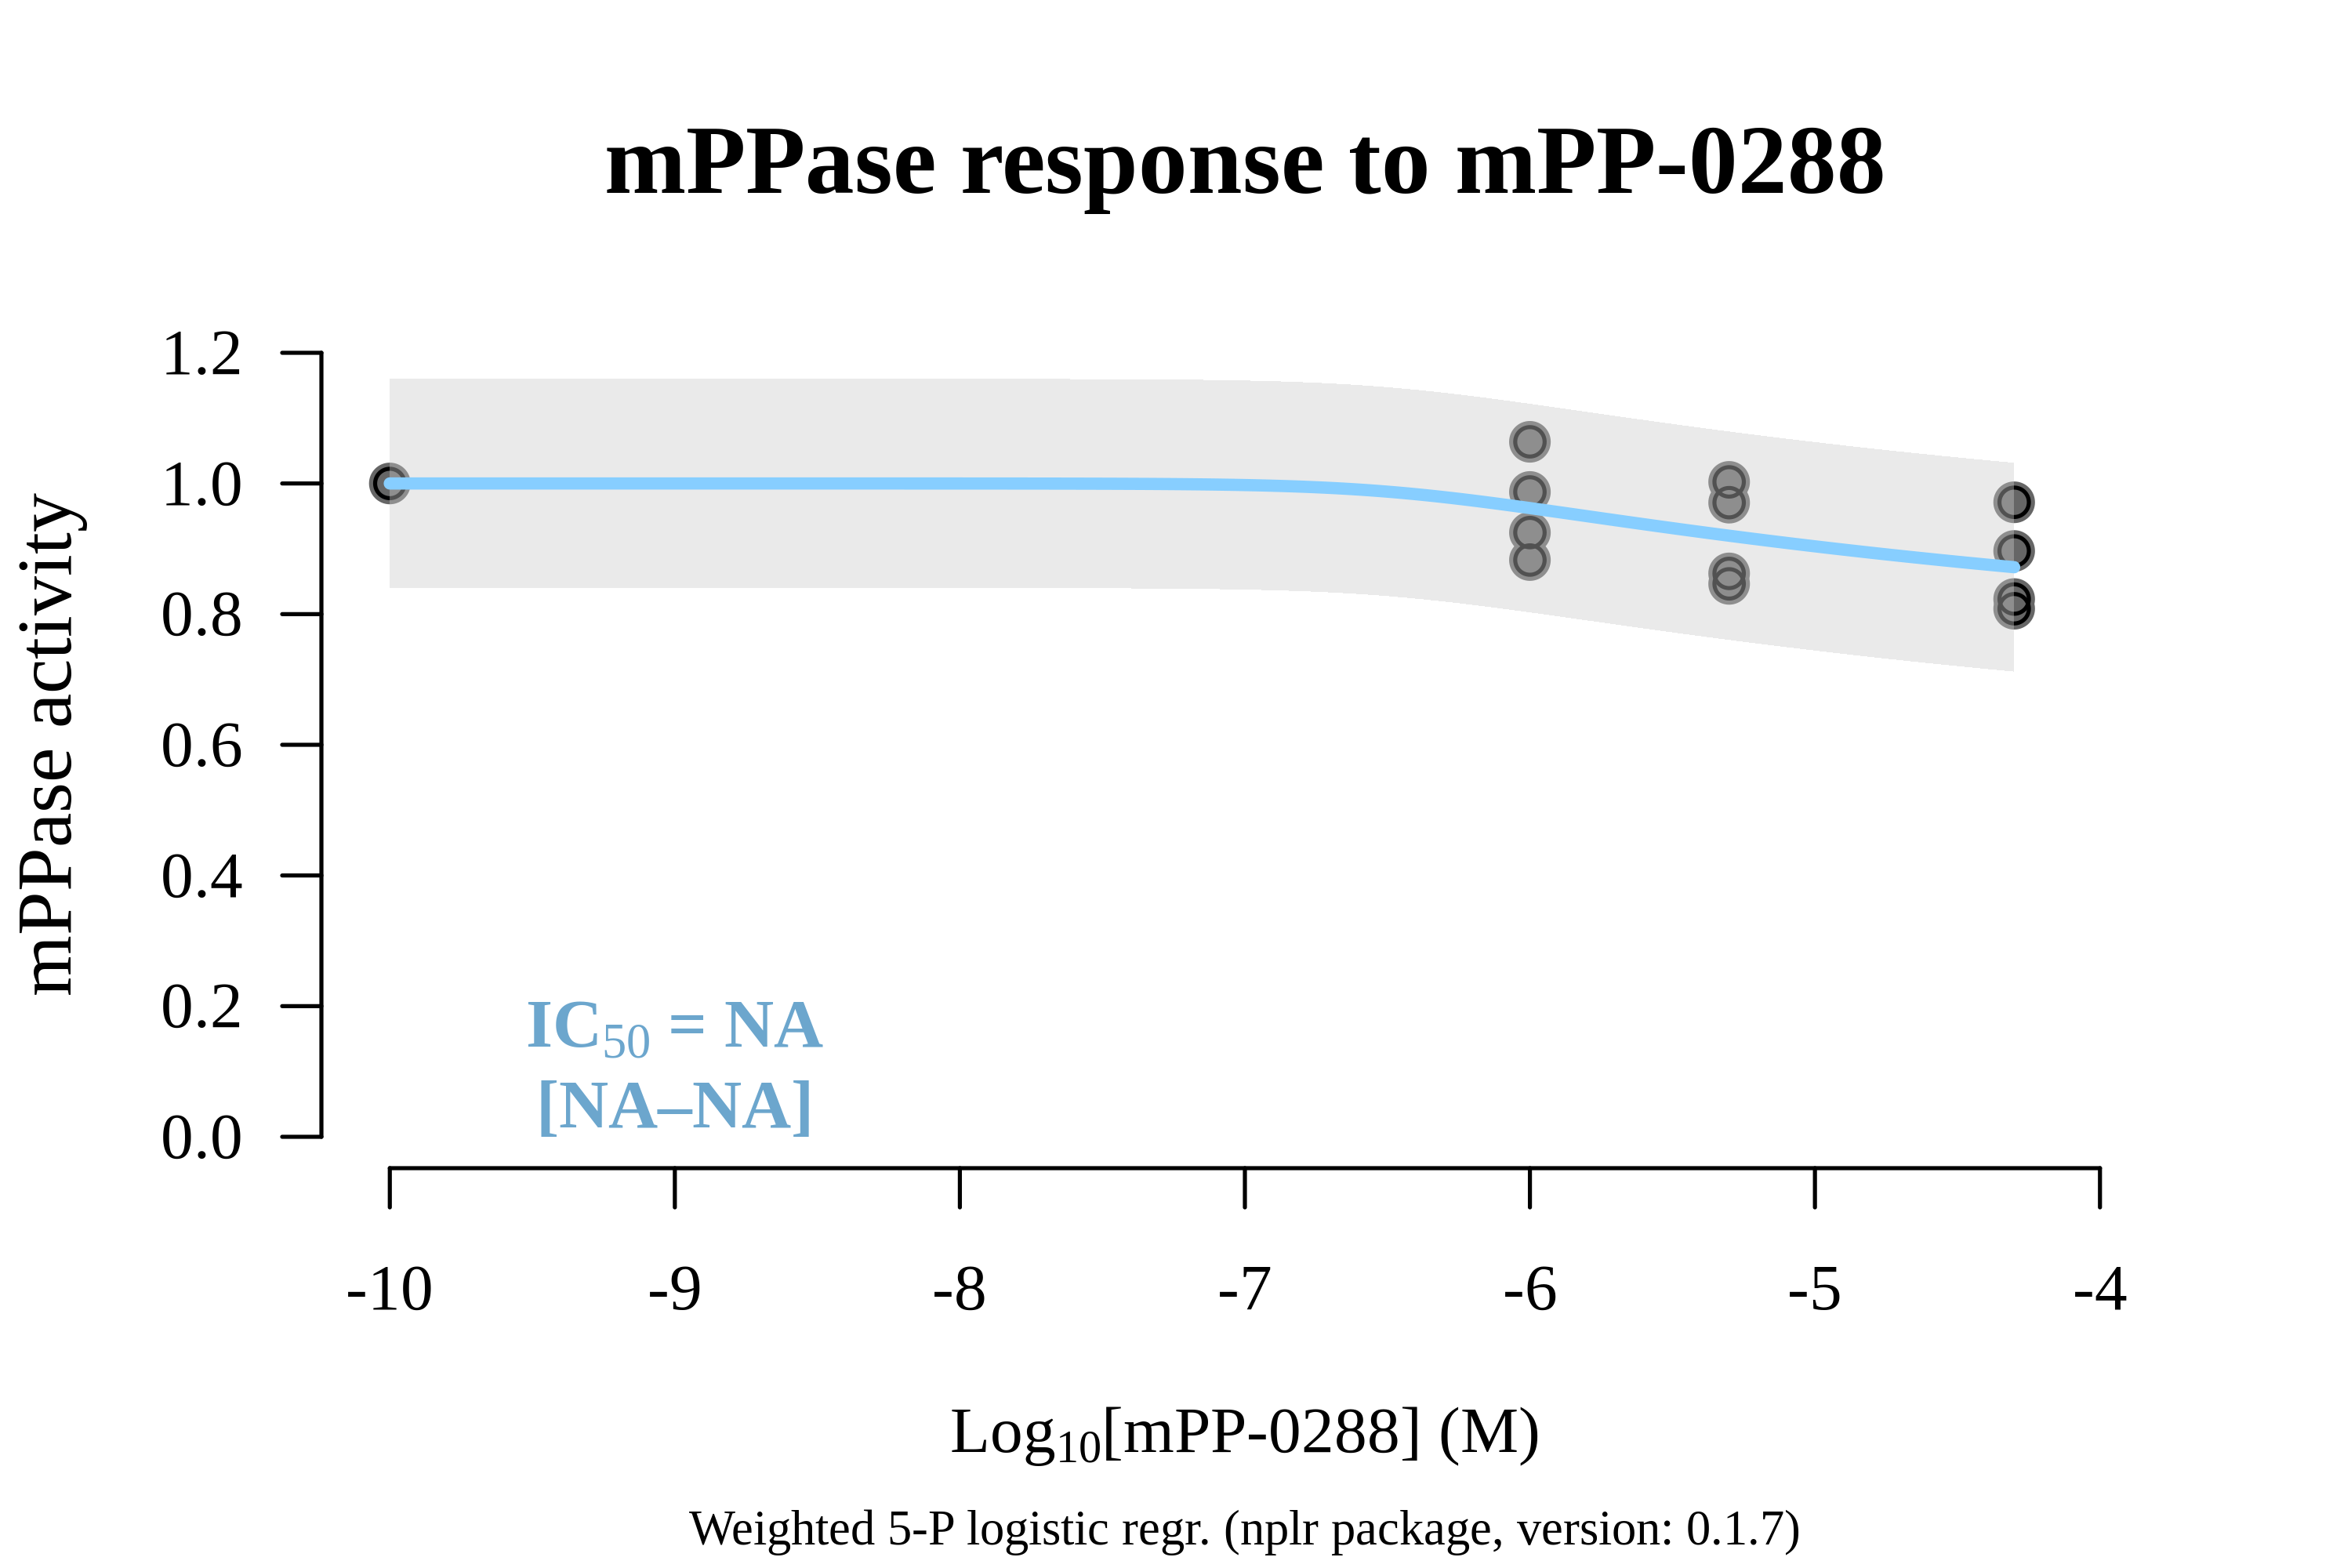 mPPase response to mPP-0288
mPPase activity
1.2
1.0
0.8
0.6
0.4
0.2
0.0
IC50 = NA
[NA–NA]
-10 -9 -8 -7 -6 -5 -4
Log10[mPP-0288] (M)
Weighted 5-P logistic regr. (nplr package, version: 0.1.7)